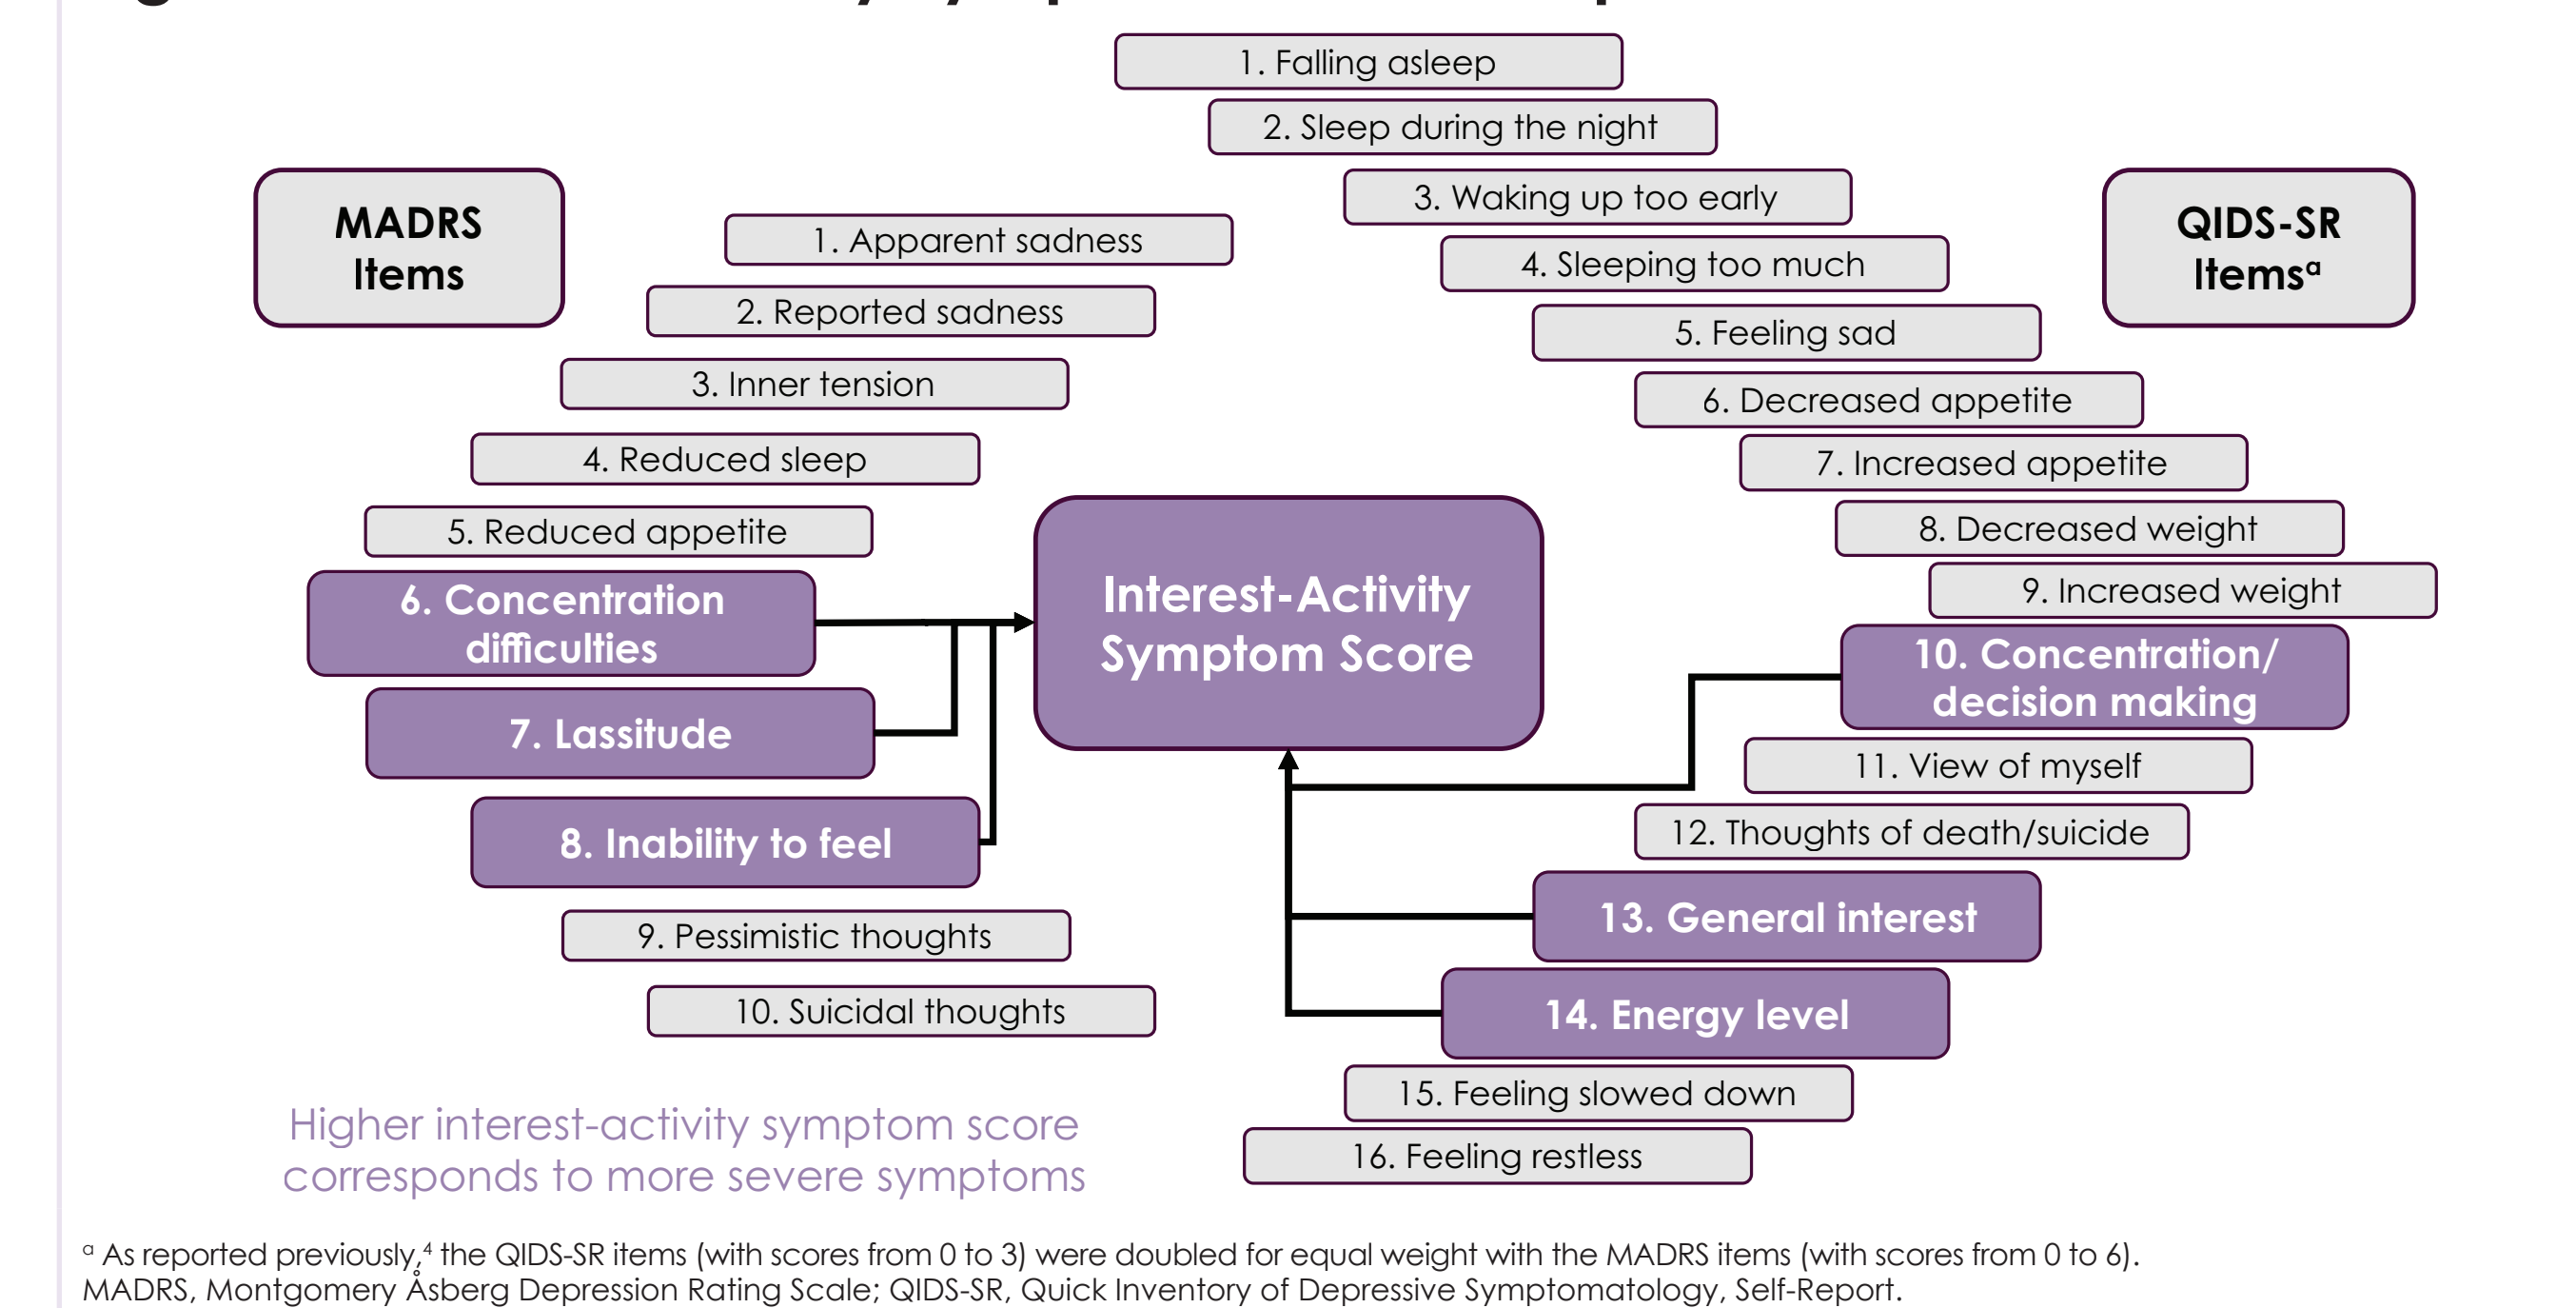 MADRS
Items
1. Apparent sadness
2. Reported sadness
3. Inner tension
4. Reduced sleep
5. Reduced appetite
6. Concentration
difficulties
7. Lassitude
8. Inability to feel
9. Pessimistic thoughts
10. Suicidal thoughts
Interest-Activity
Symptom Score
QIDS-SR
Itemsᵃ
1. Falling asleep
2. Sleep during the night
3. Waking up too early
4. Sleeping too much
5. Feeling sad
6. Decreased appetite
7. Increased appetite
8. Decreased weight
9. Increased weight
10. Concentration/
decision making
11. View of myself
12. Thoughts of death/suicide
13. General interest
14. Energy level
15. Feeling slowed down
16. Feeling restless
Higher interest-activity symptom score
corresponds to more severe symptoms
ᵃ As reported previously,⁴ the QIDS-SR items (with scores from 0 to 3) were doubled for equal weight with the MADRS items (with scores from 0 to 6).
MADRS, Montgomery Åsberg Depression Rating Scale; QIDS-SR, Quick Inventory of Depressive Symptomatology, Self-Report.